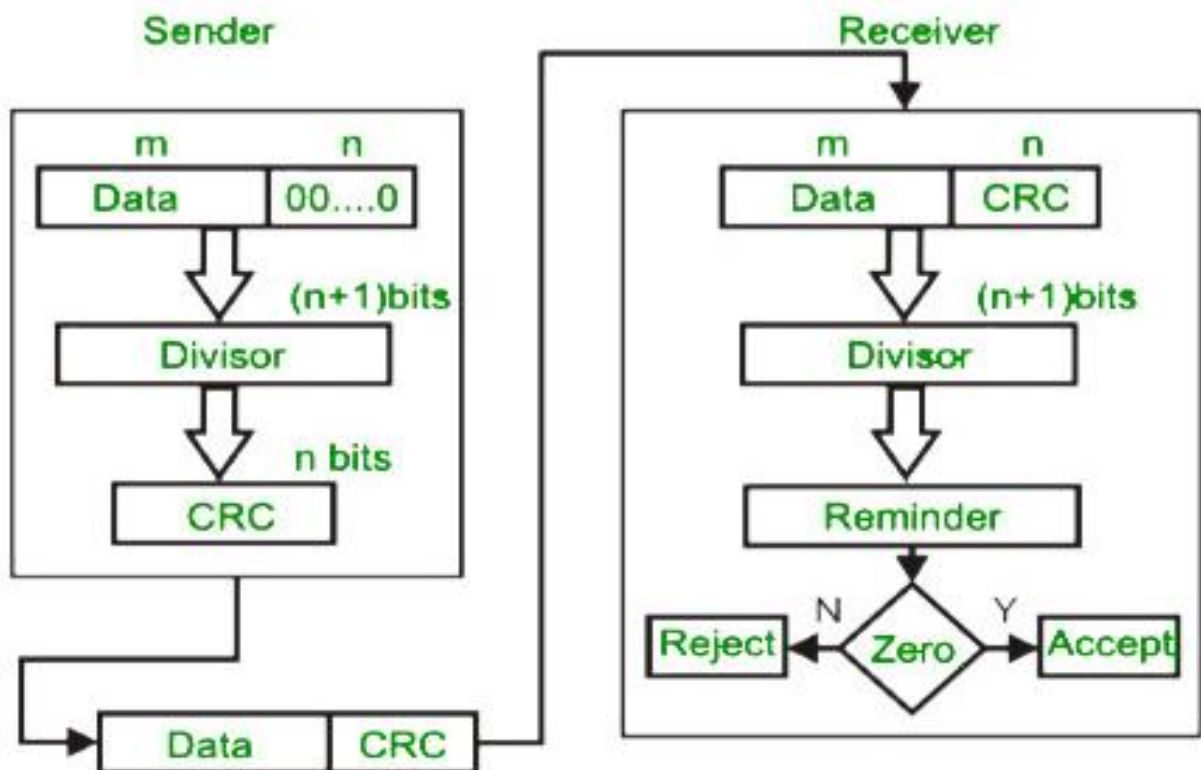 Sender
m n
Data 00....0
(n+1)bits
Divisor
n bits
CRC
Data CRC
Receiver
m n
Data CRC
(n+1)bits
Divisor
Reminder
N Y
Reject Zero Accept